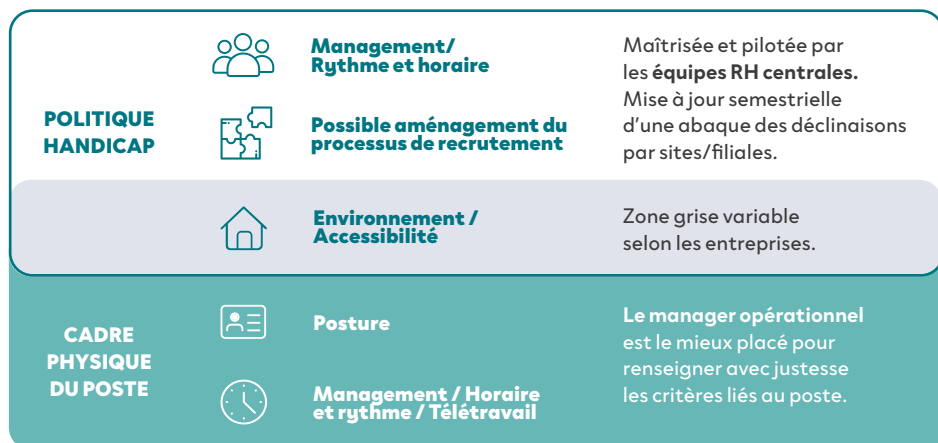 POLITIQUE
HANDICAP
Management/
Rythme et horaire
Possible aménagement du
processus de recrutement
Maîtrisée et pilotée par
les équipes RH centrales.
Mise à jour semestrielle
d’une abaque des déclinaisons
par sites/filiales.
Environnement /
Accessibilité
Zone grise variable
selon les entreprises.
CADRE
PHYSIQUE
DU POSTE
Posture
Management / Horaire
et rythme / Télétravail
Le manager opérationnel
est le mieux placé pour
renseigner avec justesse
les critères liés au poste.